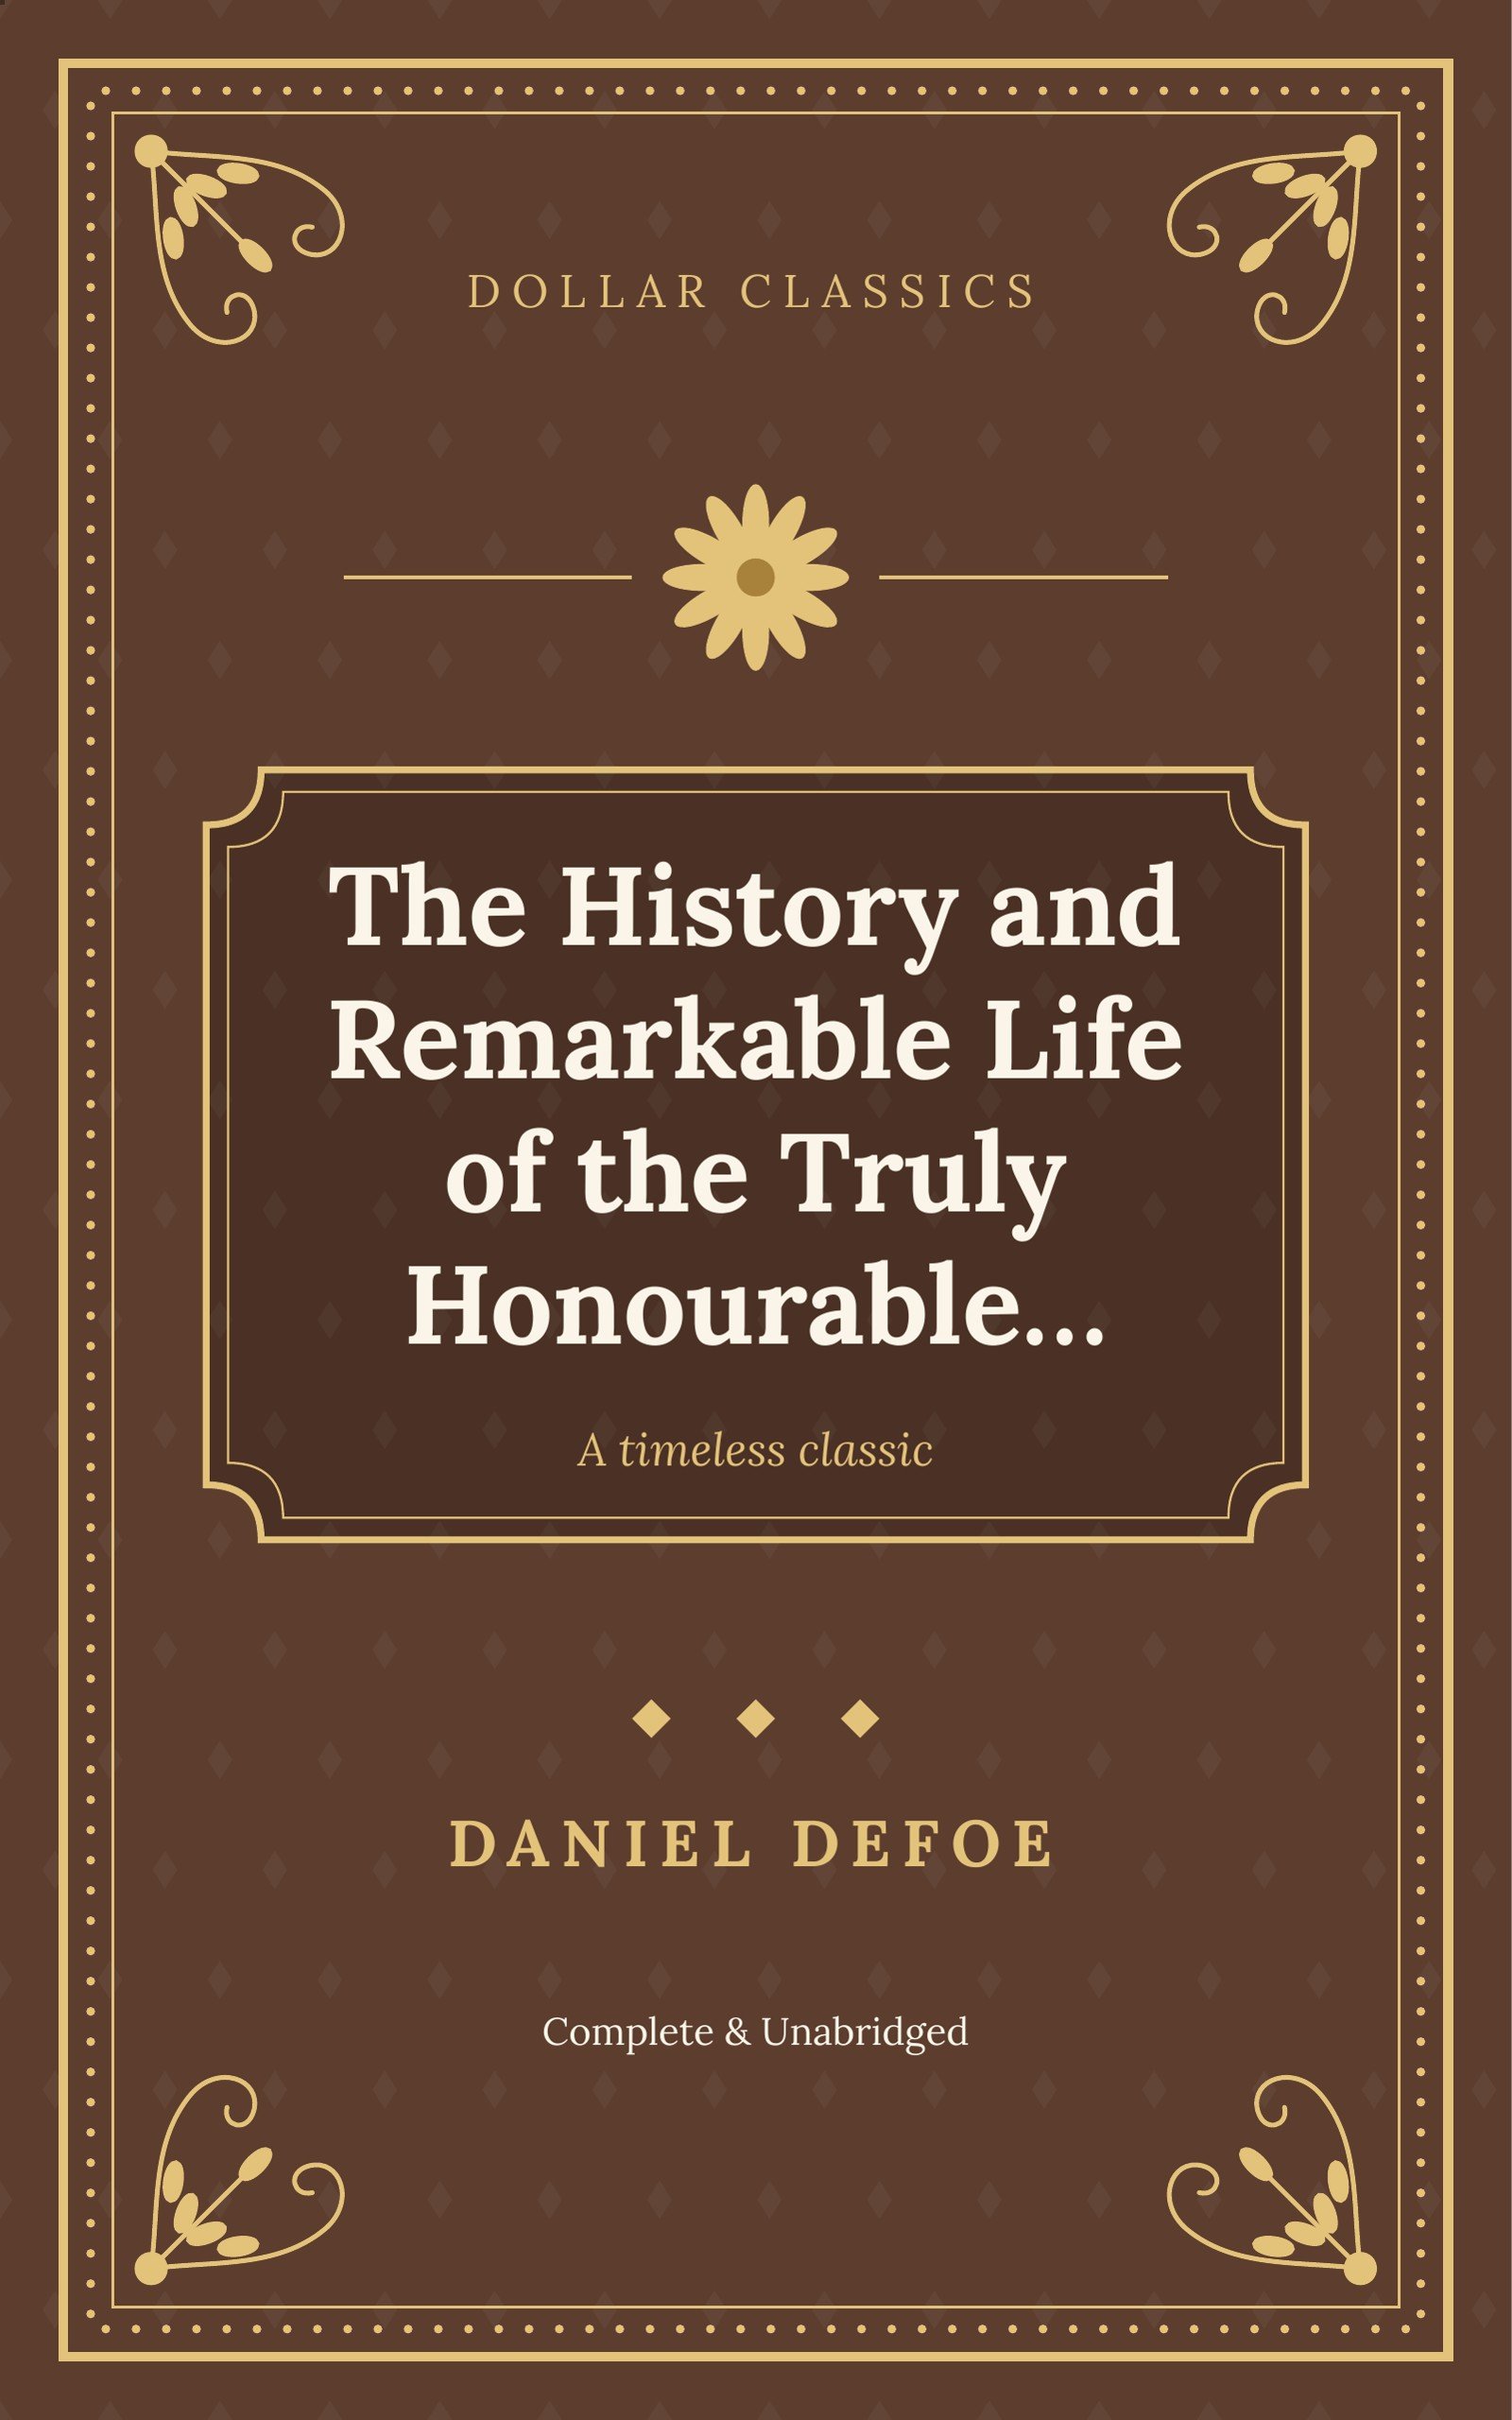 DOLLAR CLASSICS
The History and
Remarkable Life
of the Truly
Honourable...
A timeless classic
DANIEL DEFOE
Complete & Unabridged